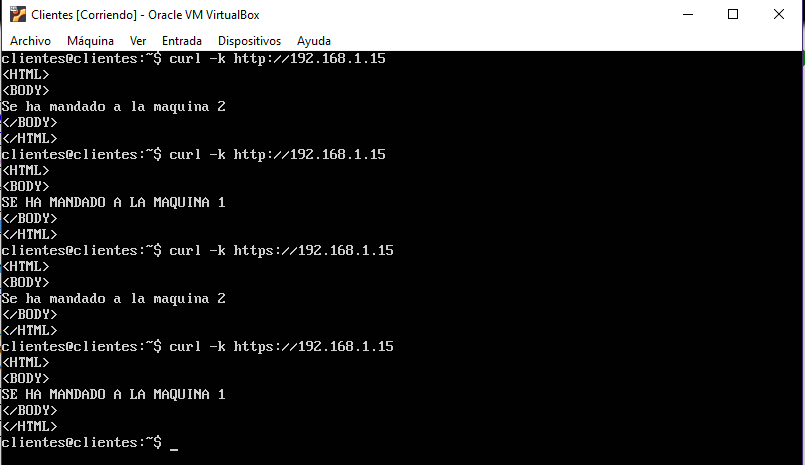 Clientes [Corriendo] - Oracle VM VirtualBox
Archivo Máquina Ver Entrada Dispositivos Ayuda
clientes@clientes:~$ curl -k http://192.168.1.15
<HTML>
<BODY>
Se ha mandado a la maquina 2
</BODY>
</HTML>
clientes@clientes:~$ curl -k http://192.168.1.15
<HTML>
<BODY>
SE HA MANDADO A LA MAQUINA 1
</BODY>
</HTML>
clientes@clientes:~$ curl -k https://192.168.1.15
<HTML>
<BODY>
Se ha mandado a la maquina 2
</BODY>
</HTML>
clientes@clientes:~$ curl -k https://192.168.1.15
<HTML>
<BODY>
SE HA MANDADO A LA MAQUINA 1
</BODY>
</HTML>
clientes@clientes:~$ _